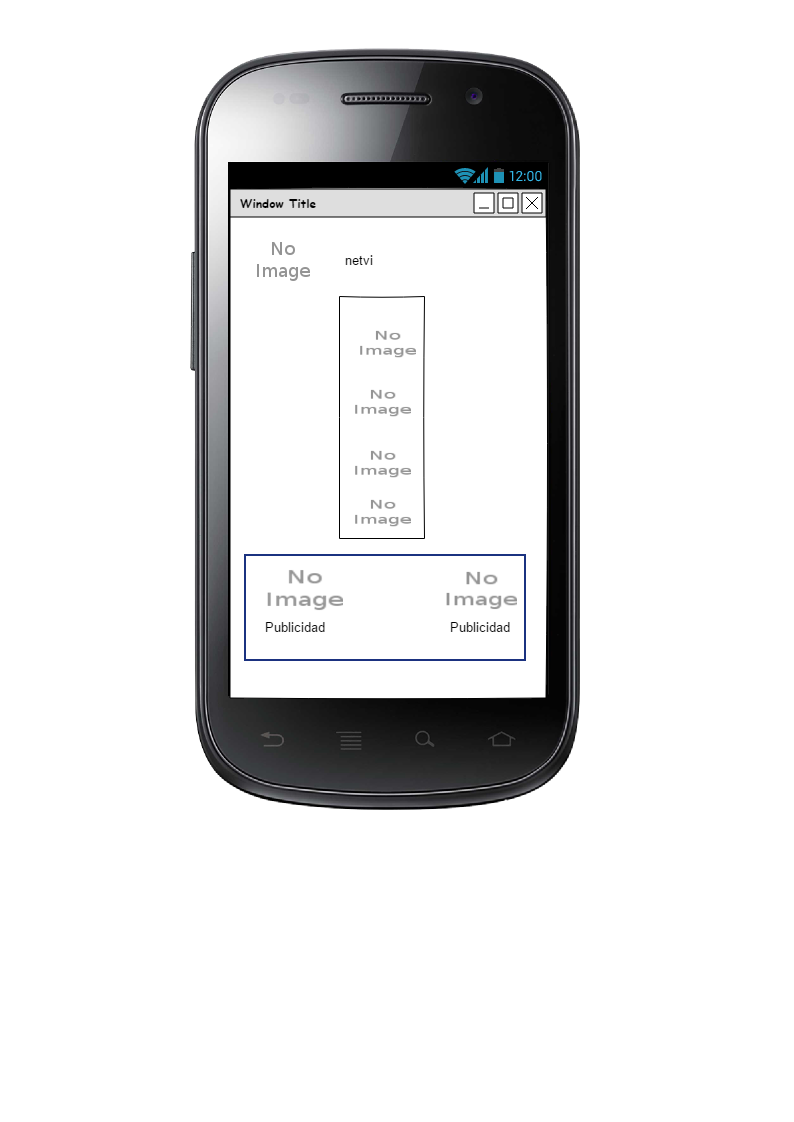 12:00
Window Title
No
Image
netvi
No
Image
No
Image
No
Image
No
Image
No
Image
No
Image
Publicidad
Publicidad